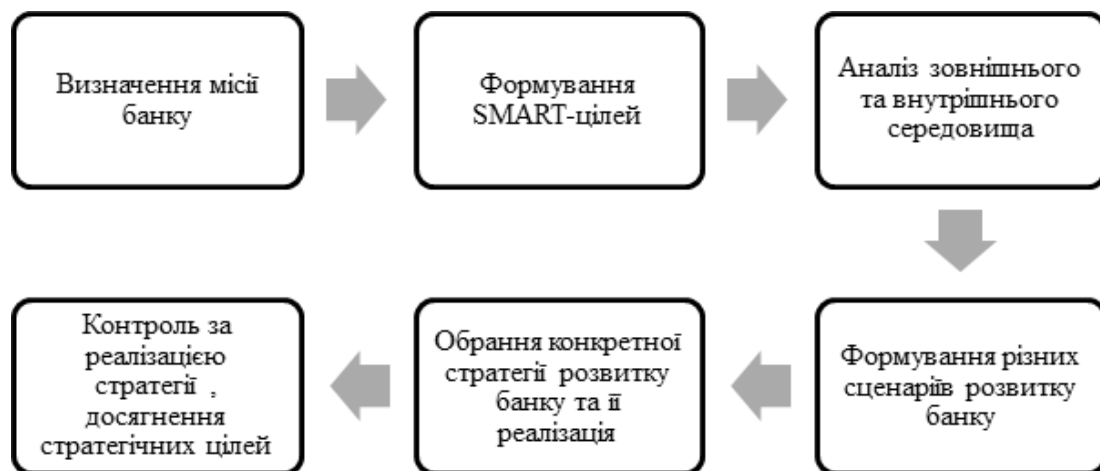 Визначення місії
банку
Формування
SMART-цілей
Аналіз зовнішнього
та внутрішнього
середовища
Формування різних
сценаріїв розвитку
банку
Обрання конкретної
стратегії розвитку
банку та її
реалізація
Контроль за
реалізацією
стратегії ,
досягнення
стратегічних цілей